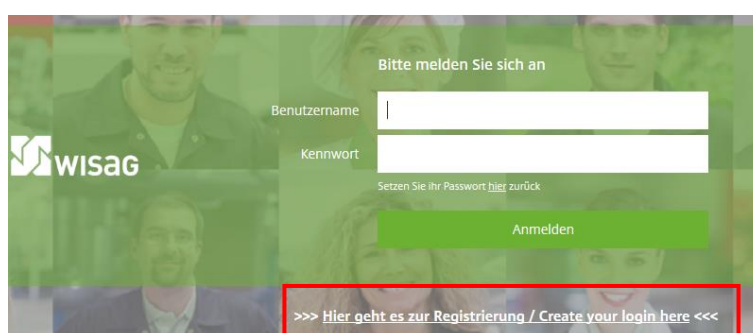 Bitte melden Sie sich an
Benutzername
wisag
Kennwort
Setzen Sie ihr Passwort hier zurück
Anmelden
>>> Hier geht es zur Registrierung / Create your login here <<<